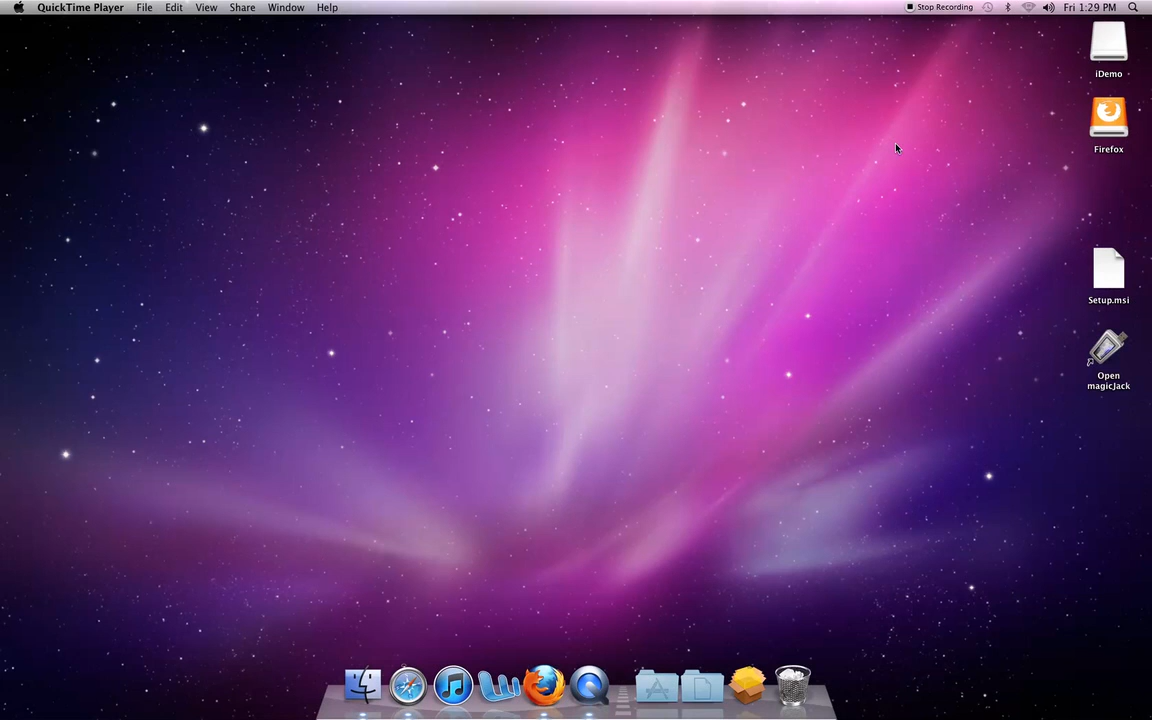 QuickTime Player File Edit View Share Window Help Stop Recording Fri 1:29 PM
iDemo
Firefox
Setup.msi
Open
magicJack